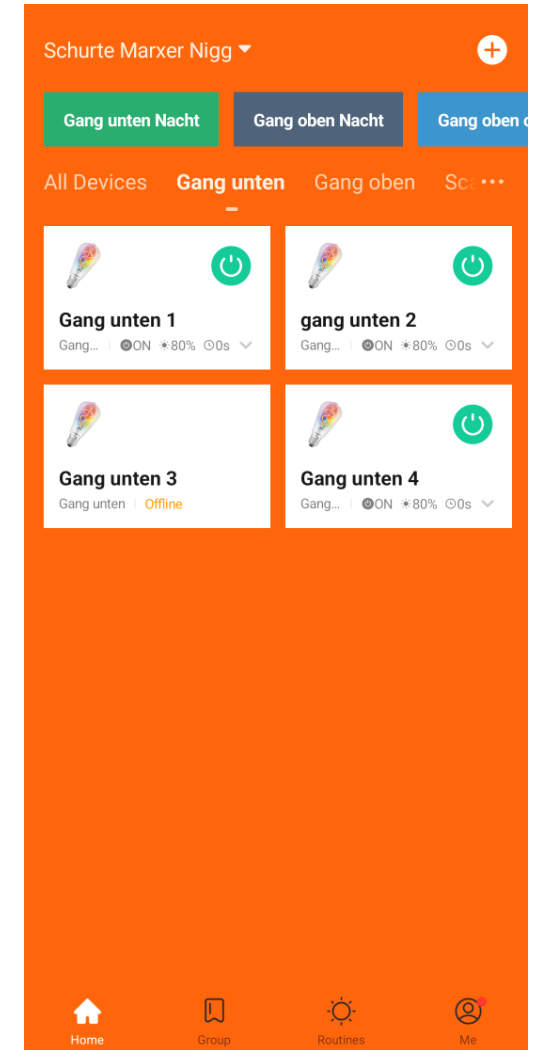 Schurte Marxer Nigg
Gang unten Nacht
Gang oben Nacht
Gang oben
All Devices Gang unten Gang oben
Gang unten 1
Gang... ON 80% 0s
gang unten 2
Gang... ON 80% 0s
Gang unten 3
Gang unten Offline
Gang unten 4
Gang... ON 80% 0s
Home Group Routines Me